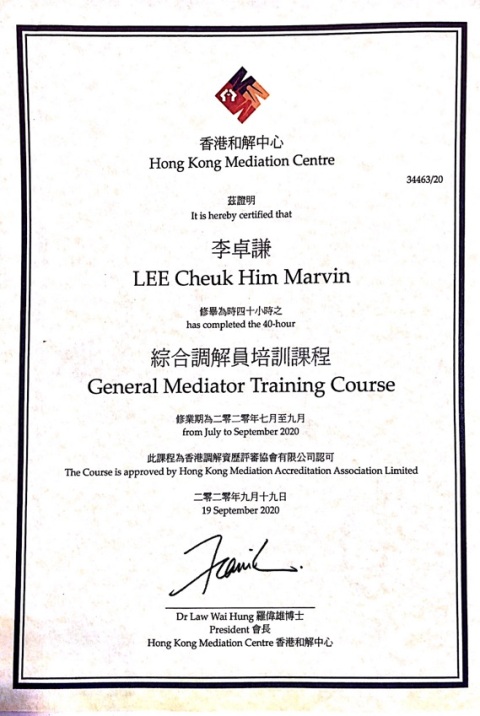 香港和解中心
Hong Kong Mediation Centre
34463/20
茲證明
It is hereby certified that
李卓謙
LEE Cheuk Him Marvin
修畢為時四十小時之
has completed the 40-hour
綜合調解員培訓課程
General Mediator Training Course
修業期為二零二零年七月至九月
from July to September 2020
此課程為香港調解資歷評審協會有限公司認可
The Course is approved by Hong Kong Mediation Accreditation Association Limited
二零二零年九月十九日
19 September 2020
Dr Law Wai Hung 羅偉雄博士
President 會長
Hong Kong Mediation Centre 香港和解中心